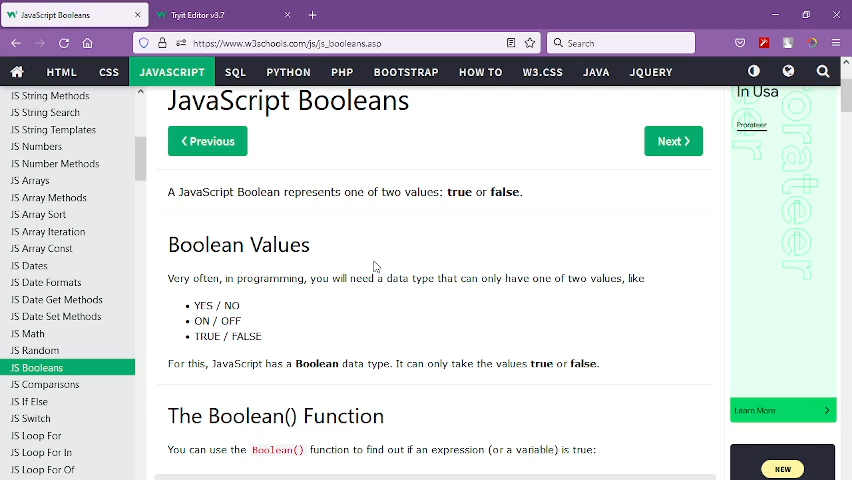 JavaScript Booleans
Tryit Editor v3.7
https://www.w3schools.com/js/js_booleans.asp
Search
HTML CSS JAVASCRIPT SQL PYTHON PHP BOOTSTRAP HOW TO W3.CSS JAVA JQUERY
JS String Methods
JS String Search
JS String Templates
JS Numbers
JS Number Methods
JS Arrays
JS Array Methods
JS Array Sort
JS Array Iteration
JS Array Const
JS Dates
JS Date Formats
JS Date Get Methods
JS Date Set Methods
JS Math
JS Random
JS Booleans
JS Comparisons
JS If Else
JS Switch
JS Loop For
JS Loop For In
JS Loop For Of
JavaScript Booleans
❮ Previous
Next ❯
A JavaScript Boolean represents one of two values: true or false.
Boolean Values
Very often, in programming, you will need a data type that can only have one of two values, like
• YES / NO
• ON / OFF
• TRUE / FALSE
For this, JavaScript has a Boolean data type. It can only take the values true or false.
The Boolean() Function
You can use the Boolean() function to find out if an expression (or a variable) is true:
In Usa
Prorateer
Learn More
NEW